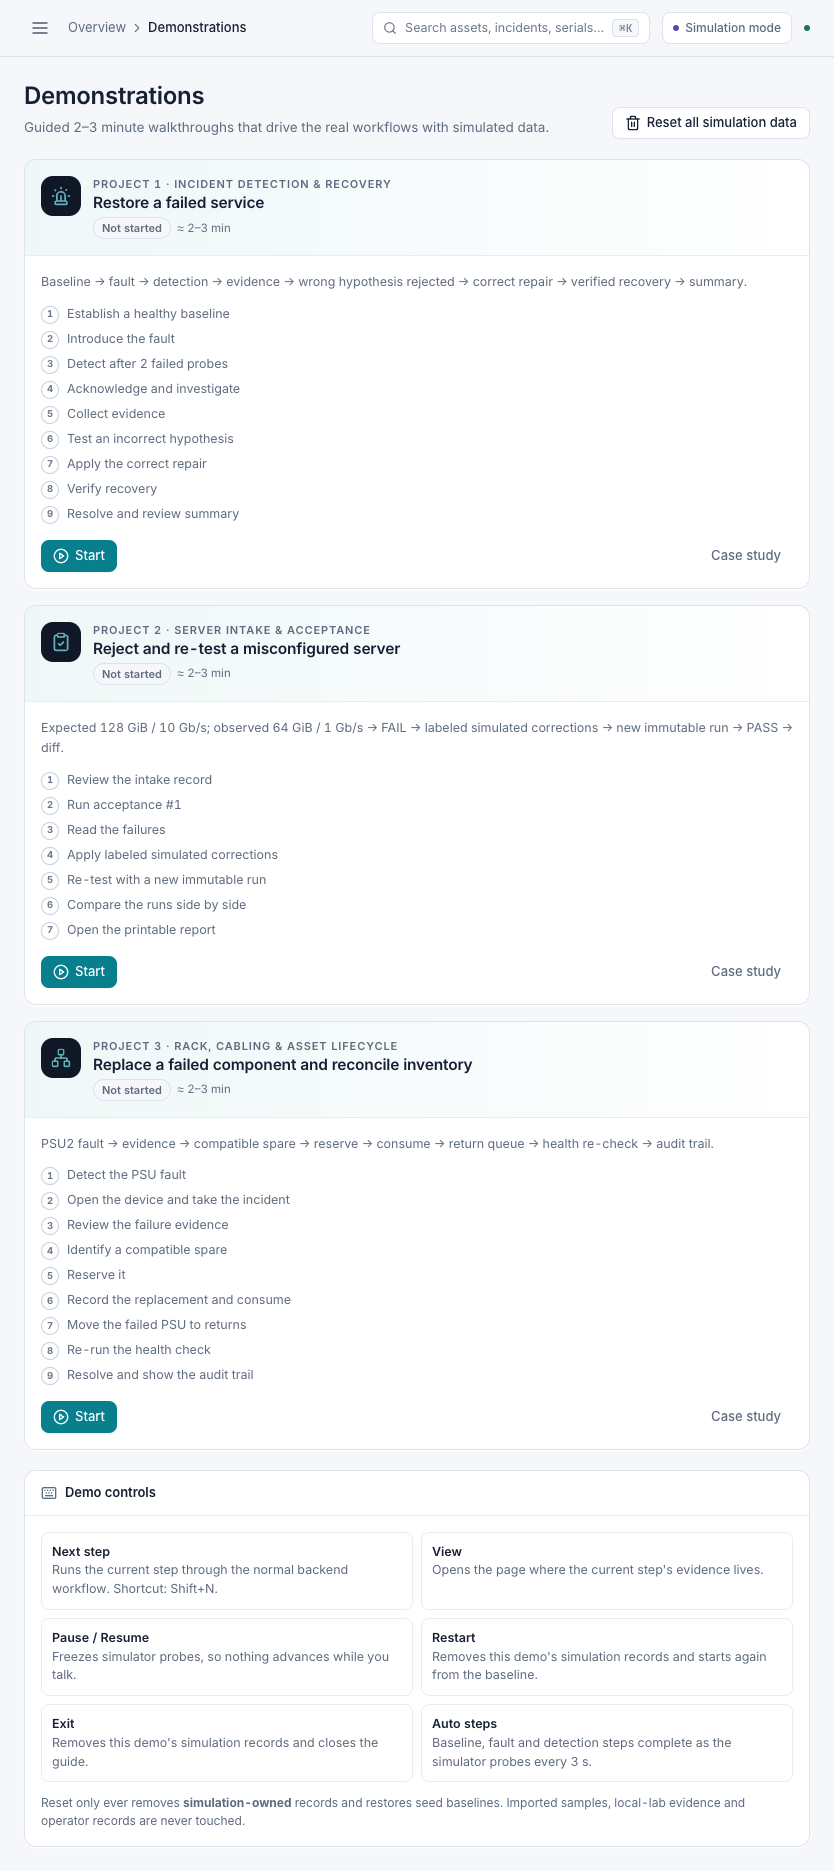 Overview > Demonstrations
Search assets, incidents, serials... ⌘K
Simulation mode
Demonstrations
Guided 2–3 minute walkthroughs that drive the real workflows with simulated data.
Reset all simulation data
PROJECT 1 · INCIDENT DETECTION & RECOVERY
Restore a failed service
Not started ≈ 2–3 min
Baseline → fault → detection → evidence → wrong hypothesis rejected → correct repair → verified recovery → summary.
1 Establish a healthy baseline
2 Introduce the fault
3 Detect after 2 failed probes
4 Acknowledge and investigate
5 Collect evidence
6 Test an incorrect hypothesis
7 Apply the correct repair
8 Verify recovery
9 Resolve and review summary
Start
Case study
PROJECT 2 · SERVER INTAKE & ACCEPTANCE
Reject and re-test a misconfigured server
Not started ≈ 2–3 min
Expected 128 GiB / 10 Gb/s; observed 64 GiB / 1 Gb/s → FAIL → labeled simulated corrections → new immutable run → PASS →
diff.
1 Review the intake record
2 Run acceptance #1
3 Read the failures
4 Apply labeled simulated corrections
5 Re-test with a new immutable run
6 Compare the runs side by side
7 Open the printable report
Start
Case study
PROJECT 3 · RACK, CABLING & ASSET LIFECYCLE
Replace a failed component and reconcile inventory
Not started ≈ 2–3 min
PSU2 fault → evidence → compatible spare → reserve → consume → return queue → health re-check → audit trail.
1 Detect the PSU fault
2 Open the device and take the incident
3 Review the failure evidence
4 Identify a compatible spare
5 Reserve it
6 Record the replacement and consume
7 Move the failed PSU to returns
8 Re-run the health check
9 Resolve and show the audit trail
Start
Case study
Demo controls
Next step
Runs the current step through the normal backend
workflow. Shortcut: Shift+N.
View
Opens the page where the current step's evidence lives.
Pause / Resume
Freezes simulator probes, so nothing advances while you
talk.
Restart
Removes this demo's simulation records and starts again
from the baseline.
Exit
Removes this demo's simulation records and closes the
guide.
Auto steps
Baseline, fault and detection steps complete as the
simulator probes every 3 s.
Reset only ever removes simulation-owned records and restores seed baselines. Imported samples, local-lab evidence and
operator records are never touched.